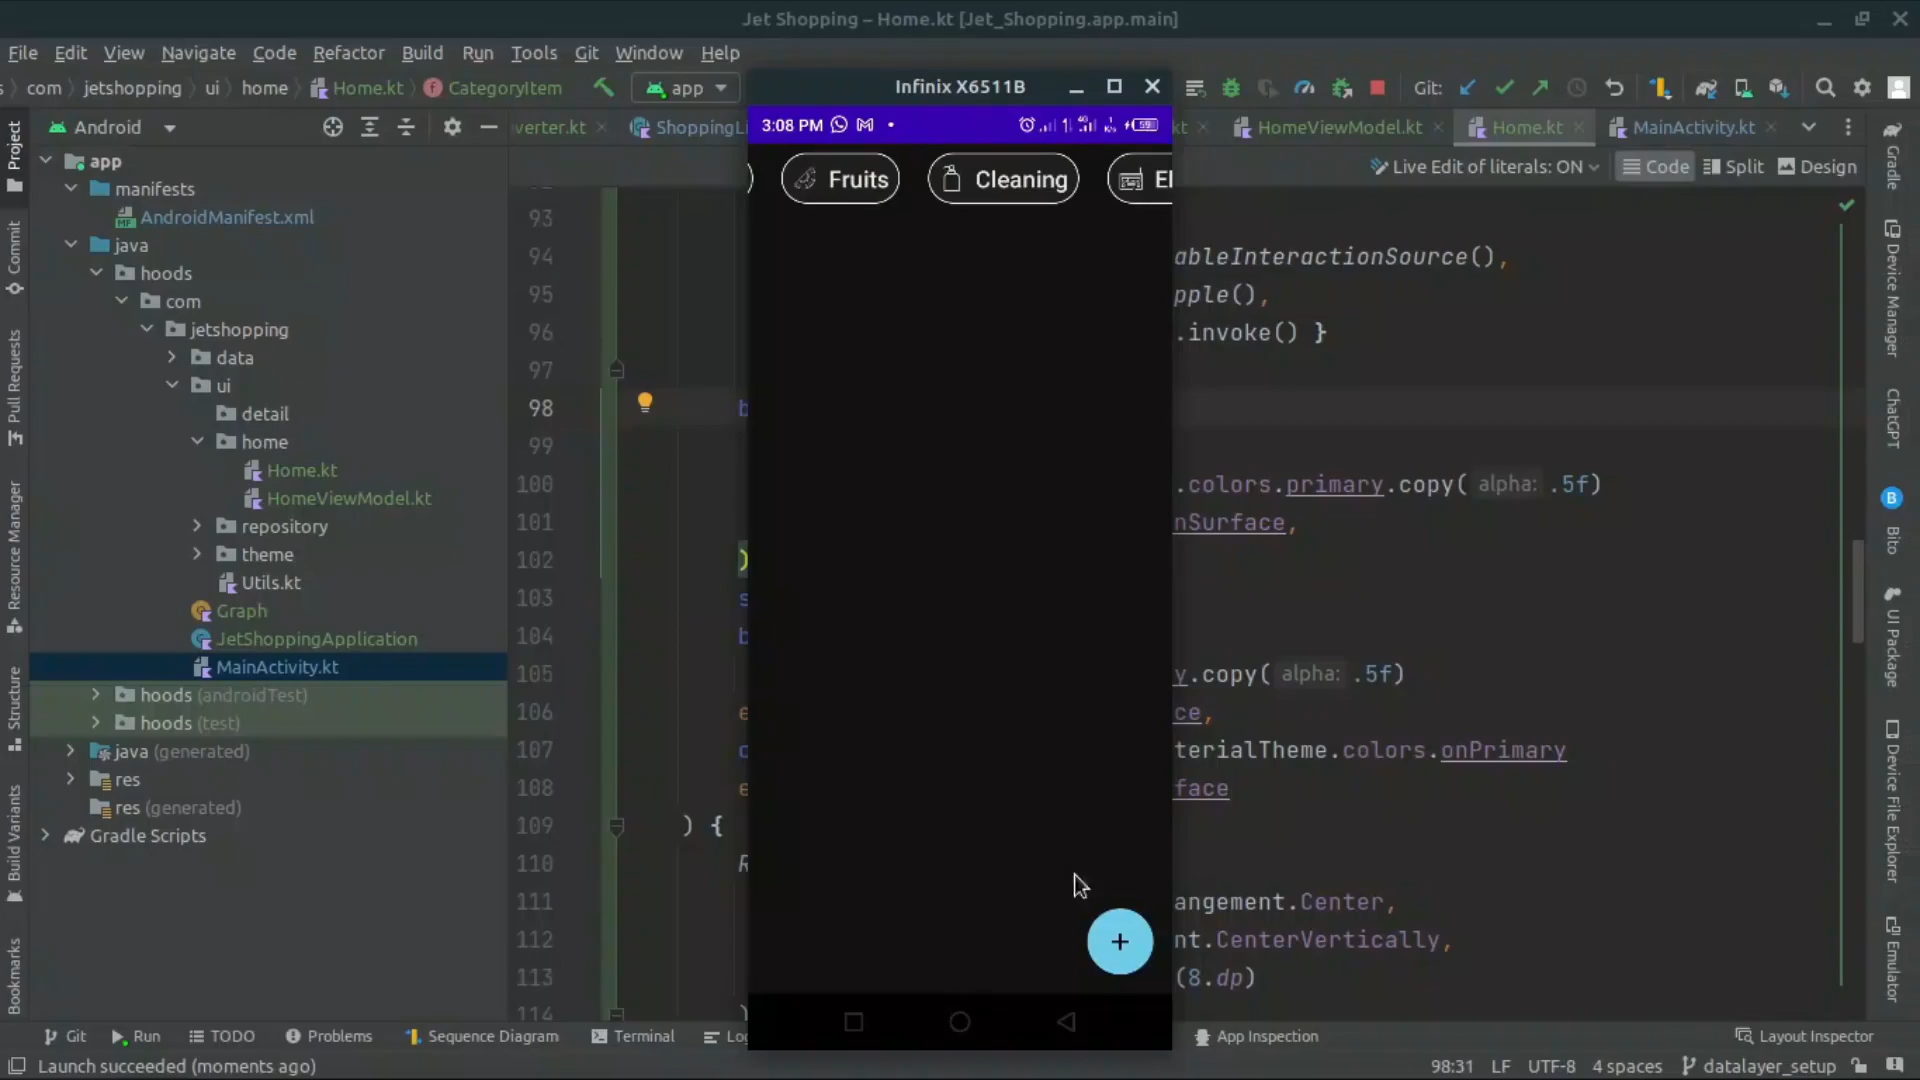 Jet Shopping – Home.kt [Jet_Shopping.app.main]
File Edit View Navigate Code Refactor Build Run Tools Git Window Help
com jetshopping ui home Home.kt CategoryItem app
Git:
Android
verter.kt ShoppingLi
kt HomeViewModel.kt Home.kt MainActivity.kt
Live Edit of literals: ON Code Split Design
Infinix X6511B
3:08 PM
59
Fruits Cleaning El
+
app
manifests
AndroidManifest.xml
java
hoods
com
jetshopping
data
ui
detail
home
Home.kt
HomeViewModel.kt
repository
theme
Utils.kt
Graph
JetShoppingApplication
MainActivity.kt
hoods (androidTest)
hoods (test)
java (generated)
res
res (generated)
Gradle Scripts
93
94 ableInteractionSource(),
95 pple(),
96 .invoke() }
97
98 b
99
100 .colors.primary.copy( alpha: .5f)
101 nSurface,
102 )
103 s
104 b
105 y.copy( alpha: .5f)
106 e ce,
107 c terialTheme.colors.onPrimary
108 e rface
109 ) {
110 R
111 angement.Center,
112 nt.CenterVertically,
113 (8.dp)
114 )
Project
Commit
Pull Requests
Resource Manager
Structure
Build Variants
Bookmarks
Gradle
Device Manager
ChatGPT
B
Bito
UI Package
Device File Explorer
Emulator
Git Run TODO Problems Sequence Diagram Terminal Lo App Inspection Layout Inspector
Launch succeeded (moments ago) 98:31 LF UTF-8 4 spaces datalayer_setup